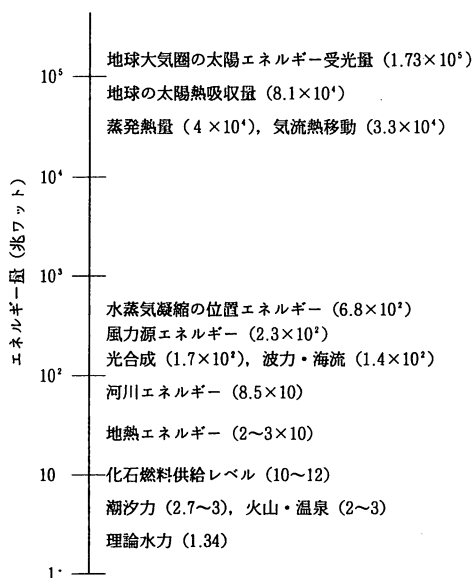 地球大気圏の太陽エネルギー受光量（1.73×10⁵）
10⁵
地球の太陽熱吸収量（8.1×10⁴）
蒸発熱量（4×10⁴），気流熱移動（3.3×10⁴）
10⁴
エネルギー量（兆ワット）
10³
水蒸気凝縮の位置エネルギー（6.8×10²）
風力源エネルギー（2.3×10²）
光合成（1.7×10²），波力・海流（1.4×10²）
10²
河川エネルギー（8.5×10）
地熱エネルギー（2〜3×10）
10 化石燃料供給レベル（10〜12）
潮汐力（2.7〜3），火山・温泉（2〜3）
理論水力（1.34）
1